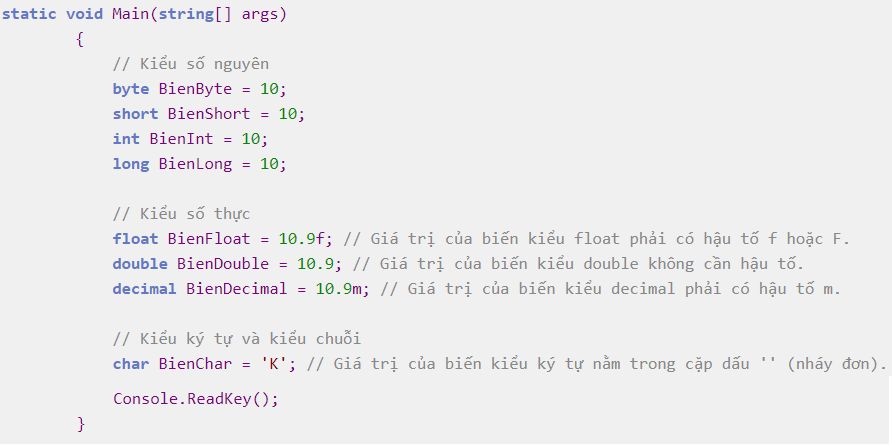 static void Main(string[] args)
{
// Kiểu số nguyên
byte BienByte = 10;
short BienShort = 10;
int BienInt = 10;
long BienLong = 10;
// Kiểu số thực
float BienFloat = 10.9f; // Giá trị của biến kiểu float phải có hậu tố f hoặc F.
double BienDouble = 10.9; // Giá trị của biến kiểu double không cần hậu tố.
decimal BienDecimal = 10.9m; // Giá trị của biến kiểu decimal phải có hậu tố m.
// Kiểu ký tự và kiểu chuỗi
char BienChar = 'K'; // Giá trị của biến kiểu ký tự nằm trong cặp dấu '' (nháy đơn).
Console.ReadKey();
}